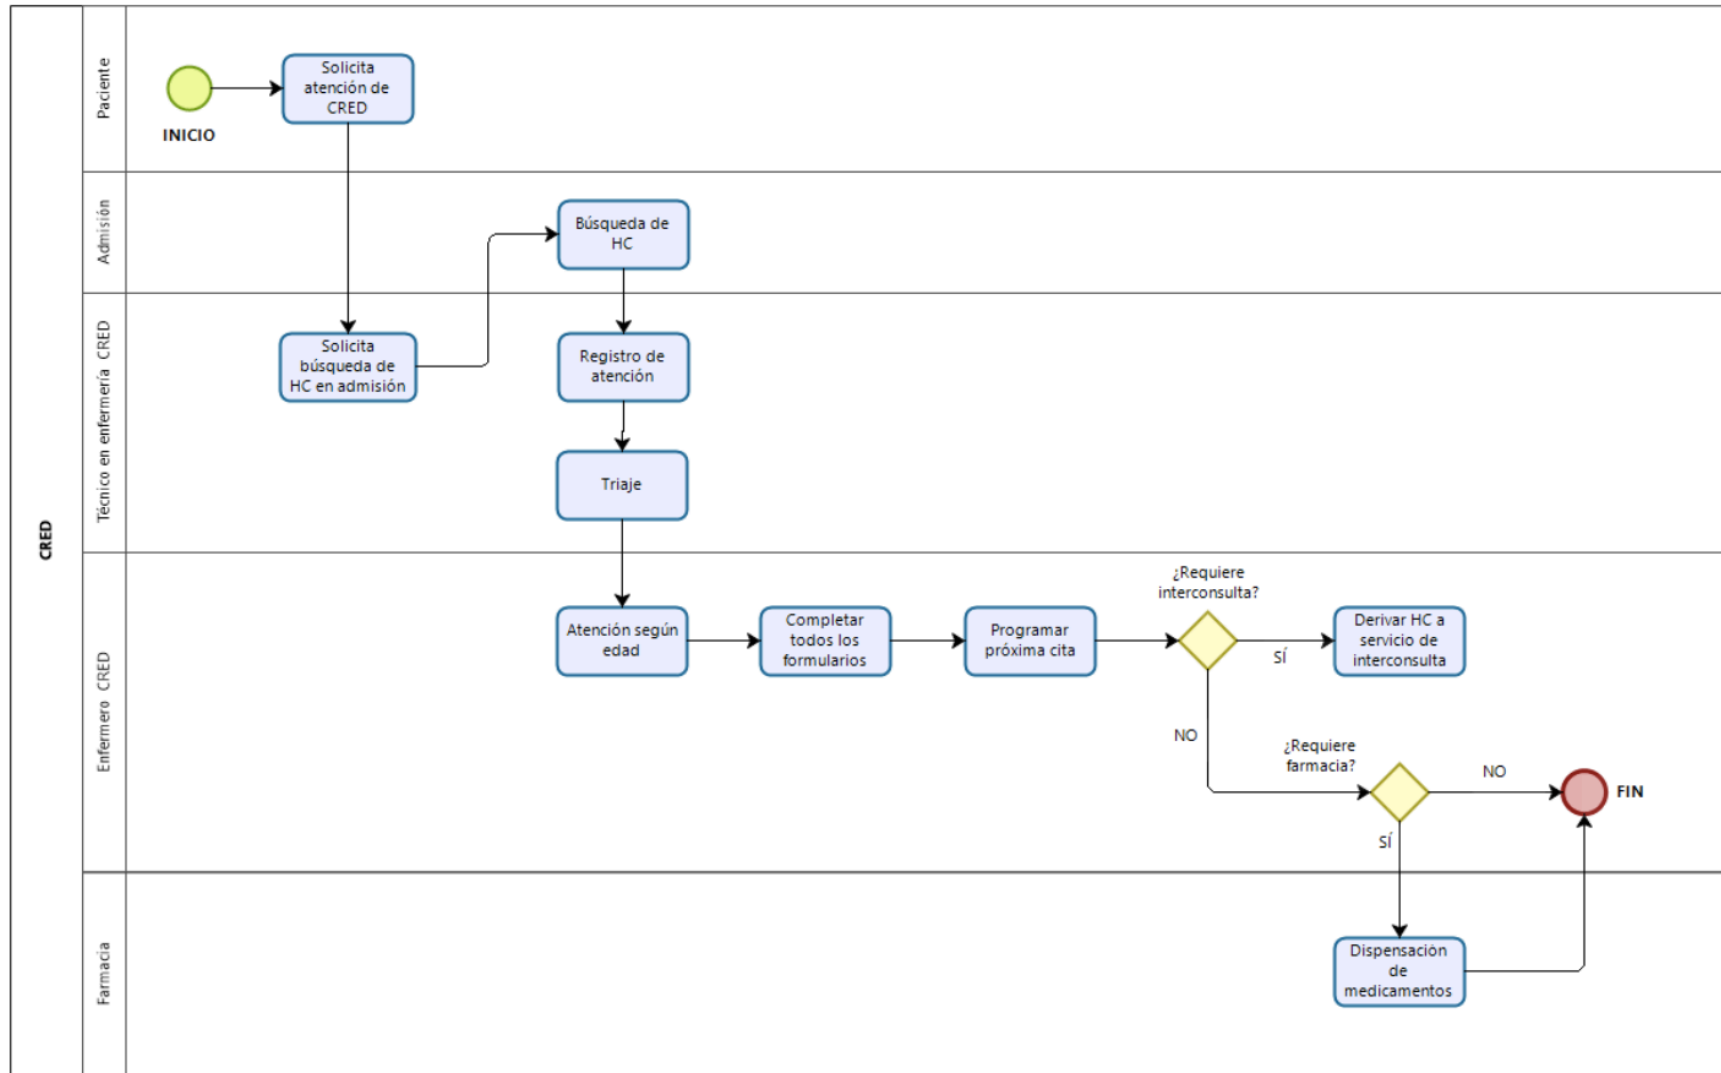 CRED
Paciente
INICIO
Solicita
atención de
CRED
Admisión
Búsqueda de
HC
Técnico en enfermería CRED
Solicita
búsqueda de
HC en admisión
Registro de
atención
Triaje
Enfermero CRED
Atención según
edad
Completar
todos los
formularios
Programar
próxima cita
¿Requiere
interconsulta?
SÍ
Derivar HC a
servicio de
interconsulta
NO
¿Requiere
farmacia?
NO
FIN
SÍ
Farmacia
Dispensación
de
medicamentos